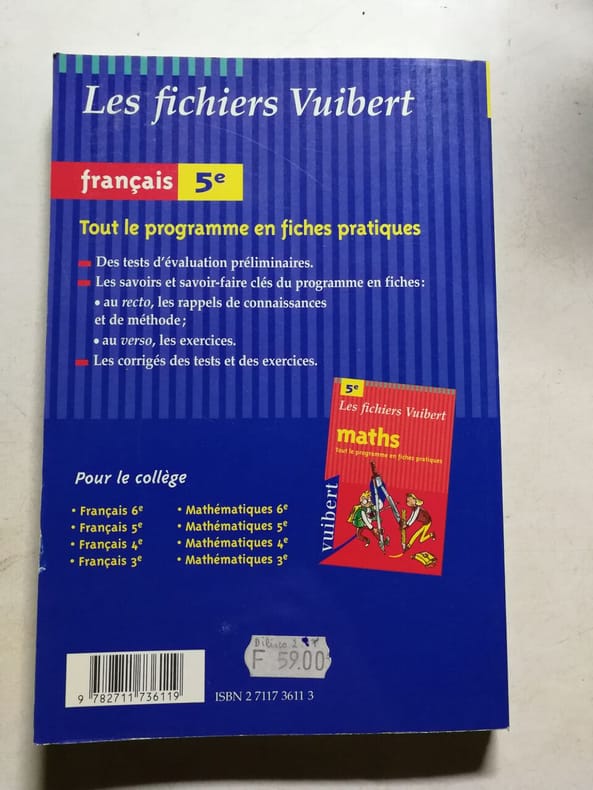 Les fichiers Vuibert
français 5e
Tout le programme en fiches pratiques
Des tests d'évaluation préliminaires.
Les savoirs et savoir-faire clés du programme en fiches :
• au recto, les rappels de connaissances
et de méthode ;
• au verso, les exercices.
Les corrigés des tests et des exercices.
5e
Les fichiers Vuibert
maths
Tout le programme en fiches pratiques
vuibert
Pour le collège
• Français 6e
• Français 5e
• Français 4e
• Français 3e
• Mathématiques 6e
• Mathématiques 5e
• Mathématiques 4e
• Mathématiques 3e
F 59.00
9 782711 736119
ISBN 2 7117 3611 3